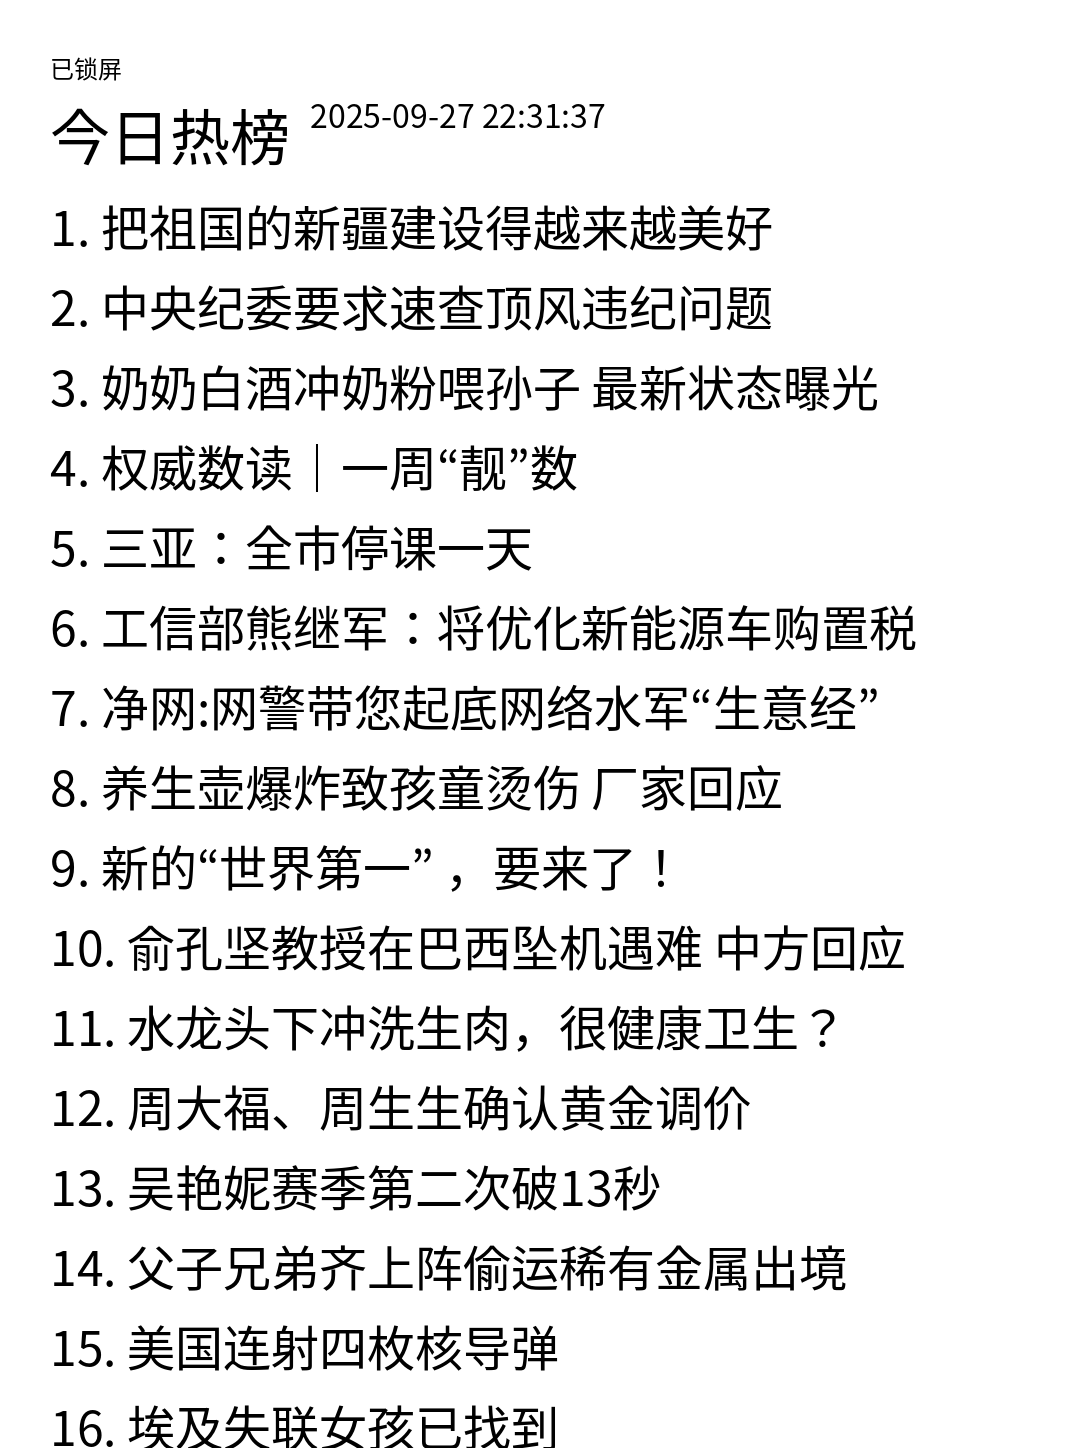 已锁屏
今日热榜 2025-09-27 22:31:37
1. 把祖国的新疆建设得越来越美好
2. 中央纪委要求速查顶风违纪问题
3. 奶奶白酒冲奶粉喂孙子 最新状态曝光
4. 权威数读｜一周“靓”数
5. 三亚：全市停课一天
6. 工信部熊继军：将优化新能源车购置税
7. 净网:网警带您起底网络水军“生意经”
8. 养生壶爆炸致孩童烫伤 厂家回应
9. 新的“世界第一”，要来了！
10. 俞孔坚教授在巴西坠机遇难 中方回应
11. 水龙头下冲洗生肉，很健康卫生？
12. 周大福、周生生确认黄金调价
13. 吴艳妮赛季第二次破13秒
14. 父子兄弟齐上阵偷运稀有金属出境
15. 美国连射四枚核导弹
16. 埃及失联女孩已找到